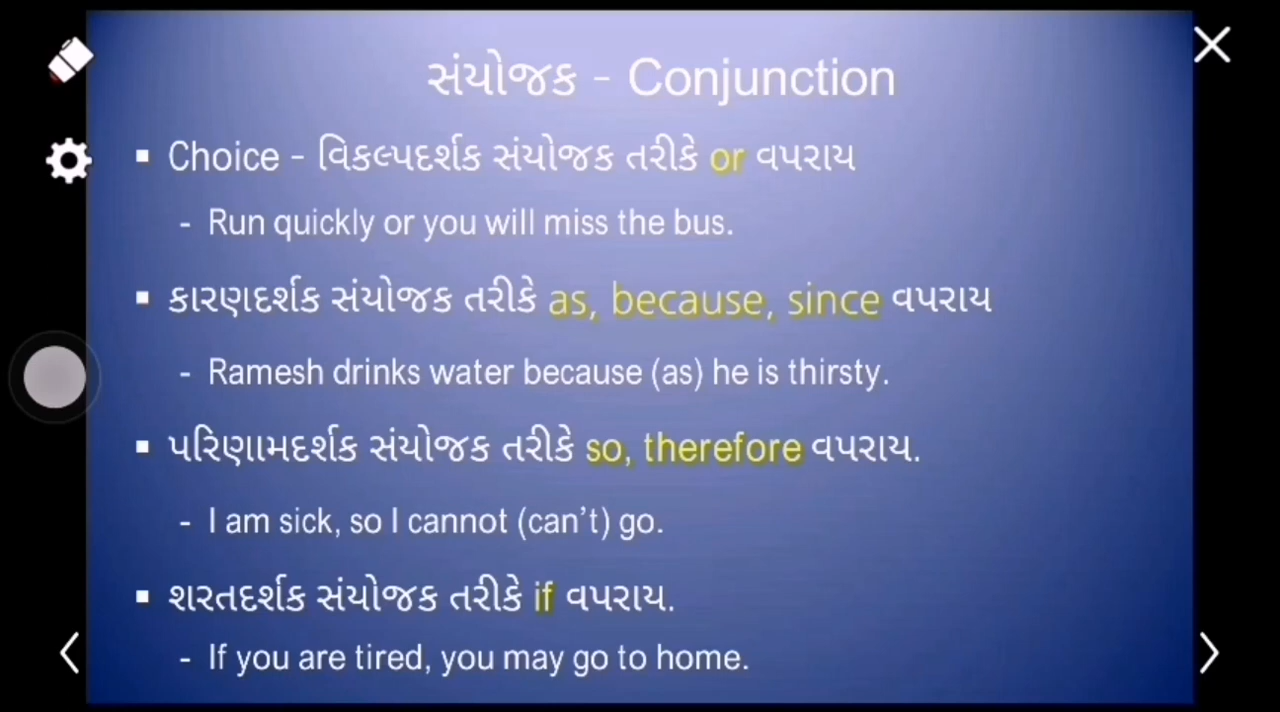 સંયોજક - Conjunction
▪ Choice - વિકલ્પદર્શક સંયોજક તરીકે or વપરાય
- Run quickly or you will miss the bus.
▪ કારણદર્શક સંયોજક તરીકે as, because, since વપરાય
- Ramesh drinks water because (as) he is thirsty.
▪ પરિણામદર્શક સંયોજક તરીકે so, therefore વપરાય.
- I am sick, so I cannot (can’t) go.
▪ શરતદર્શક સંયોજક તરીકે if વપરાય.
- If you are tired, you may go to home.